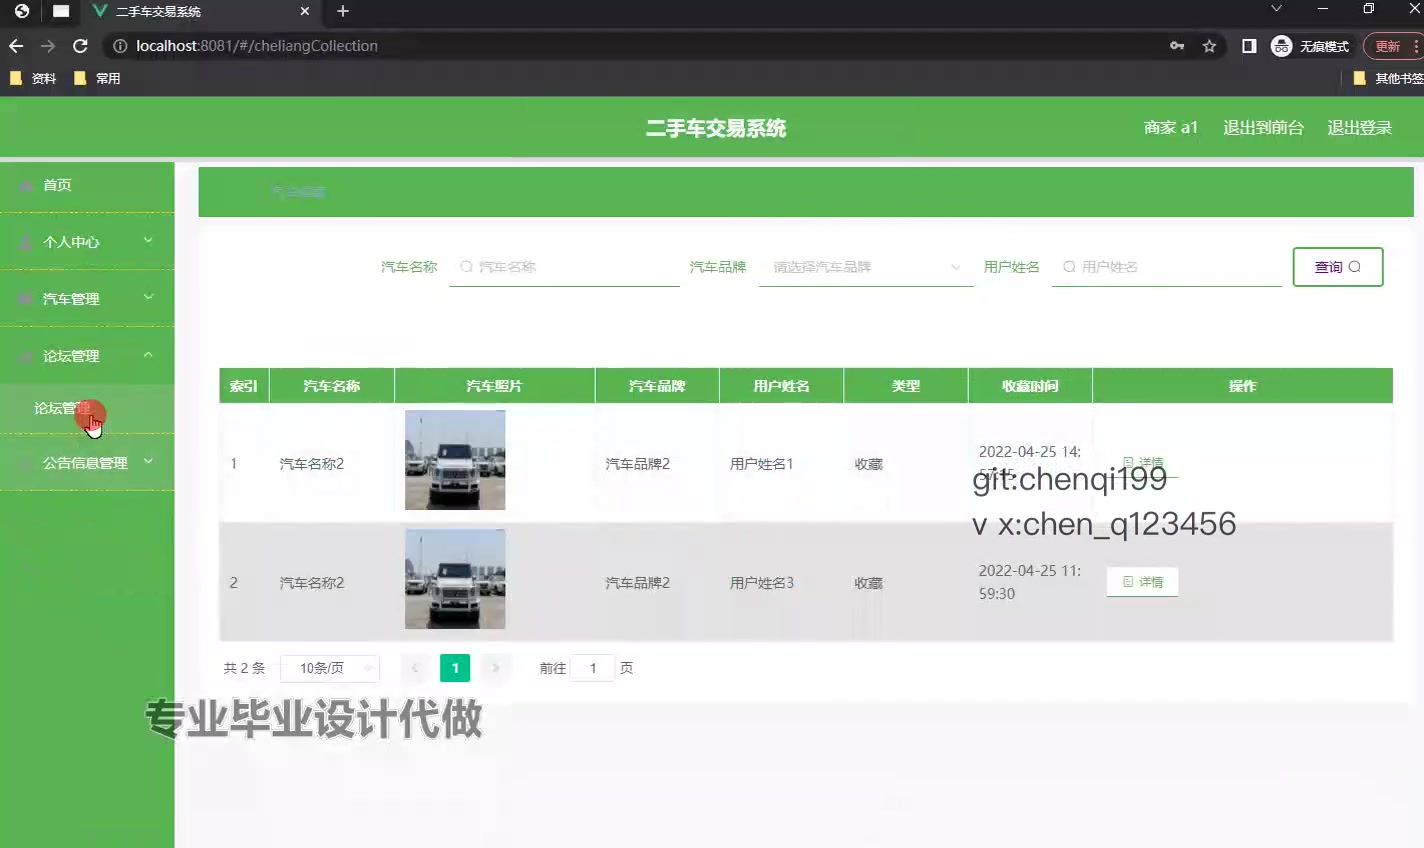 二手车交易系统
localhost:8081/#/cheliangCollection
无痕模式
更新
资料
常用
其他书签
二手车交易系统
商家 a1
退出到前台
退出登录
首页
个人中心
汽车管理
论坛管理
论坛管理
公告信息管理
汽车名称
汽车名称
汽车品牌
请选择汽车品牌
用户姓名
用户姓名
查询
索引 汽车名称 汽车照片 汽车品牌 用户姓名 类型 收藏时间 操作
1 汽车名称2 汽车品牌2 用户姓名1 收藏 2022-04-25 14:
详情
git:chenqi199
v x:chen_q123456
2 汽车名称2 汽车品牌2 用户姓名3 收藏 2022-04-25 11:
59:30
详情
共 2 条 10条/页 1 前往 1 页
专业毕业设计代做